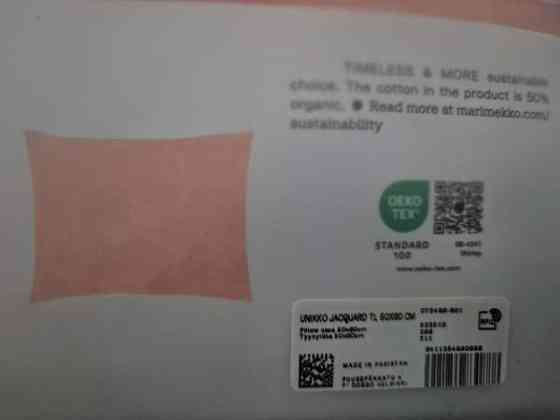 TIMELESS & MORE sustainable
choice. The cotton in the product is 50%
organic. Read more at marimekko.com/
sustainability
OEKO
TEX®
STANDARD
100
www.oeko-tex.com
UNIKKO JACQUARD TL 50X60 CM
Pillow case 50x60cm
Tyynyliina 50x60cm
MADE IN PAKISTAN
HELSINKI